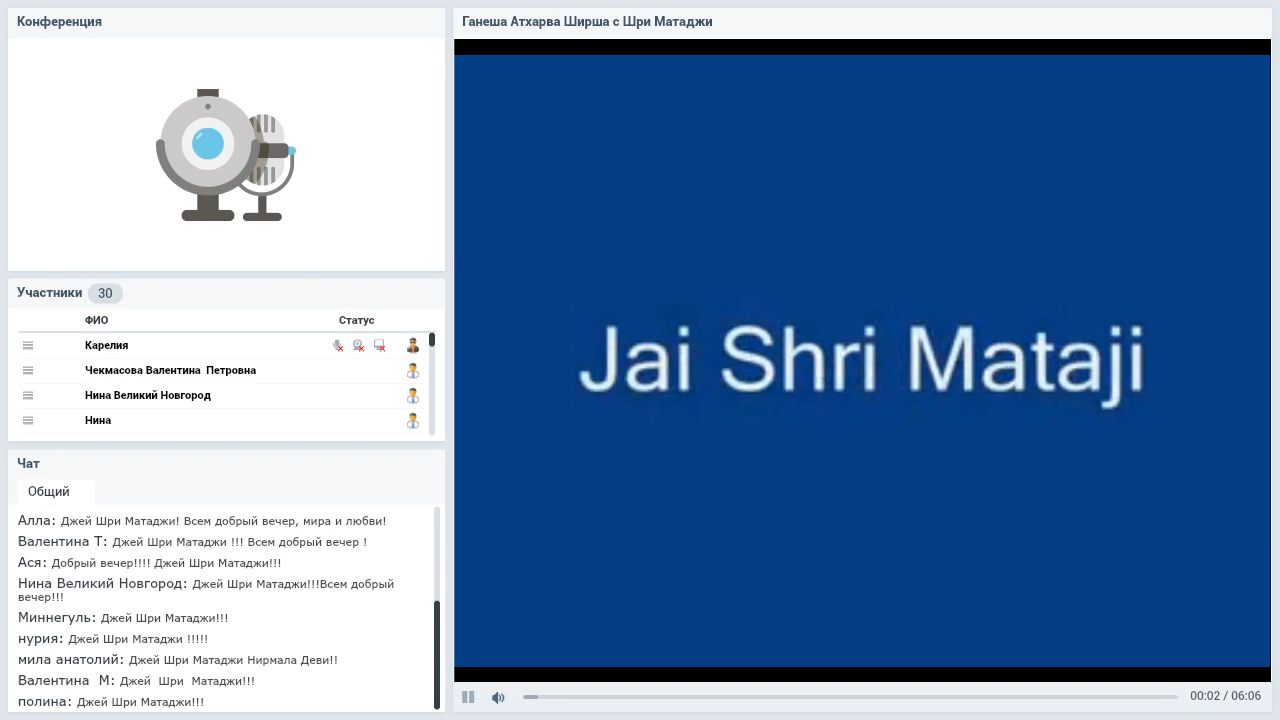 Конференция
Участники 30
ФИО Статус
Карелия
Чекмасова Валентина  Петровна
Нина Великий Новгород
Нина
Чат
Общий
Алла: Джей Шри Матаджи! Всем добрый вечер, мира и любви!
Валентина Т: Джей Шри Матаджи !!! Всем добрый вечер !
Ася: Добрый вечер!!!! Джей Шри Матаджи!!!
Нина Великий Новгород: Джей Шри Матаджи!!!Всем добрый
вечер!!!
Миннегуль: Джей Шри Матаджи!!!
нурия: Джей Шри Матаджи !!!!!
мила анатолий: Джей Шри Матаджи Нирмала Деви!!
Валентина  М: Джей  Шри  Матаджи!!!
полина: Джей Шри Матаджи!!!
Ганеша Атхарва Ширша с Шри Матаджи
Jai Shri Mataji
00:02 / 06:06